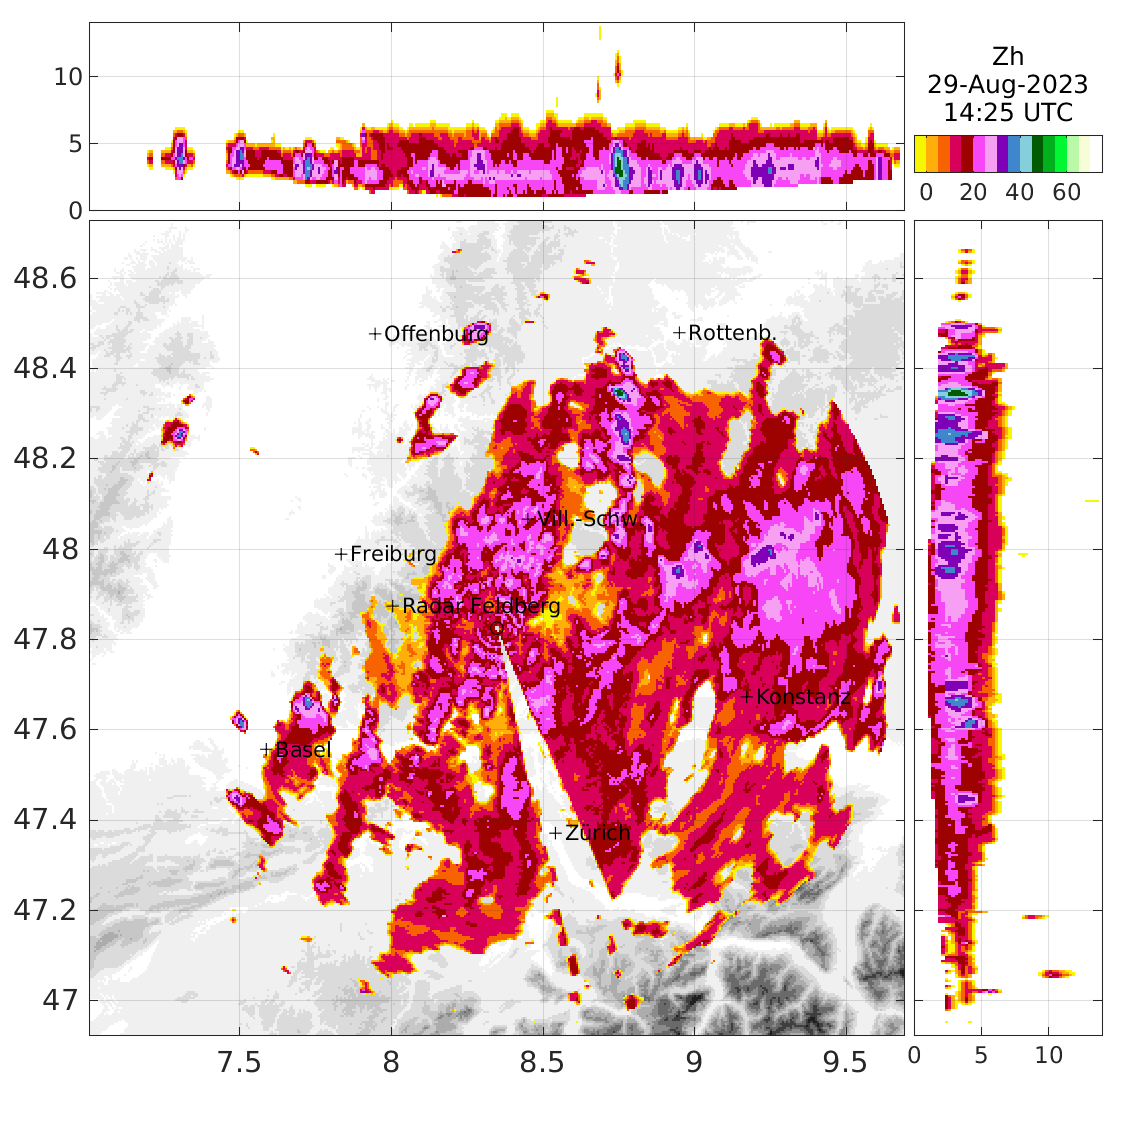 10
5
0
Zh
29-Aug-2023
14:25 UTC
0 20 40 60
48.6
48.4
48.2
48
47.8
47.6
47.4
47.2
47
+Offenburg
+Rottenb.
+Vill.-Schw.
+Freiburg
+Radar Feldberg
+Konstanz
+Basel
+Zürich
7.5 8 8.5 9 9.5
0 5 10